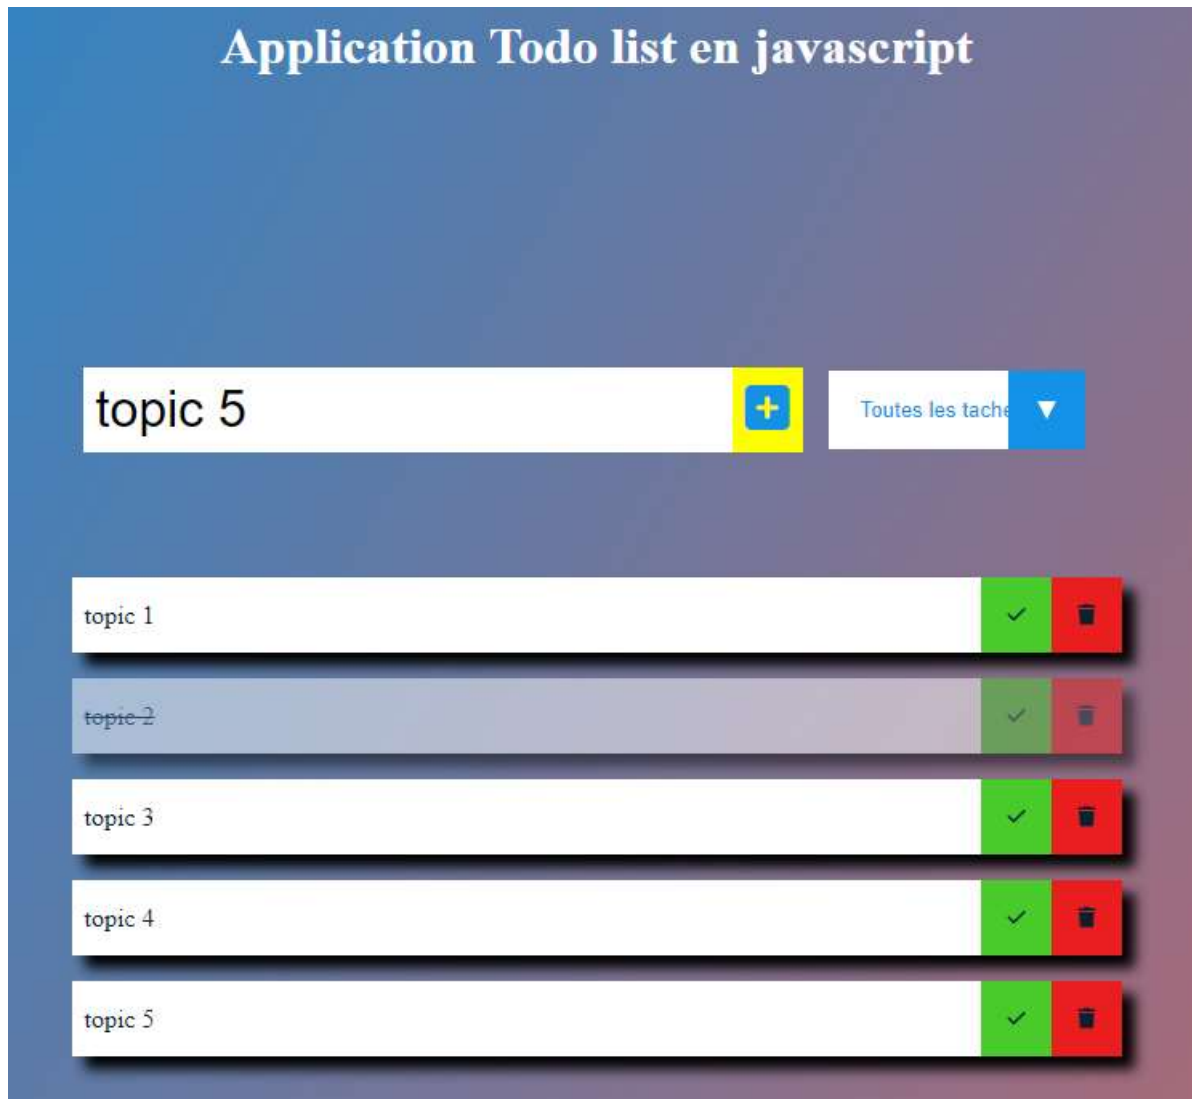 Application Todo list en javascript
topic 5
Toutes les tache
topic 1
topic 2
topic 3
topic 4
topic 5